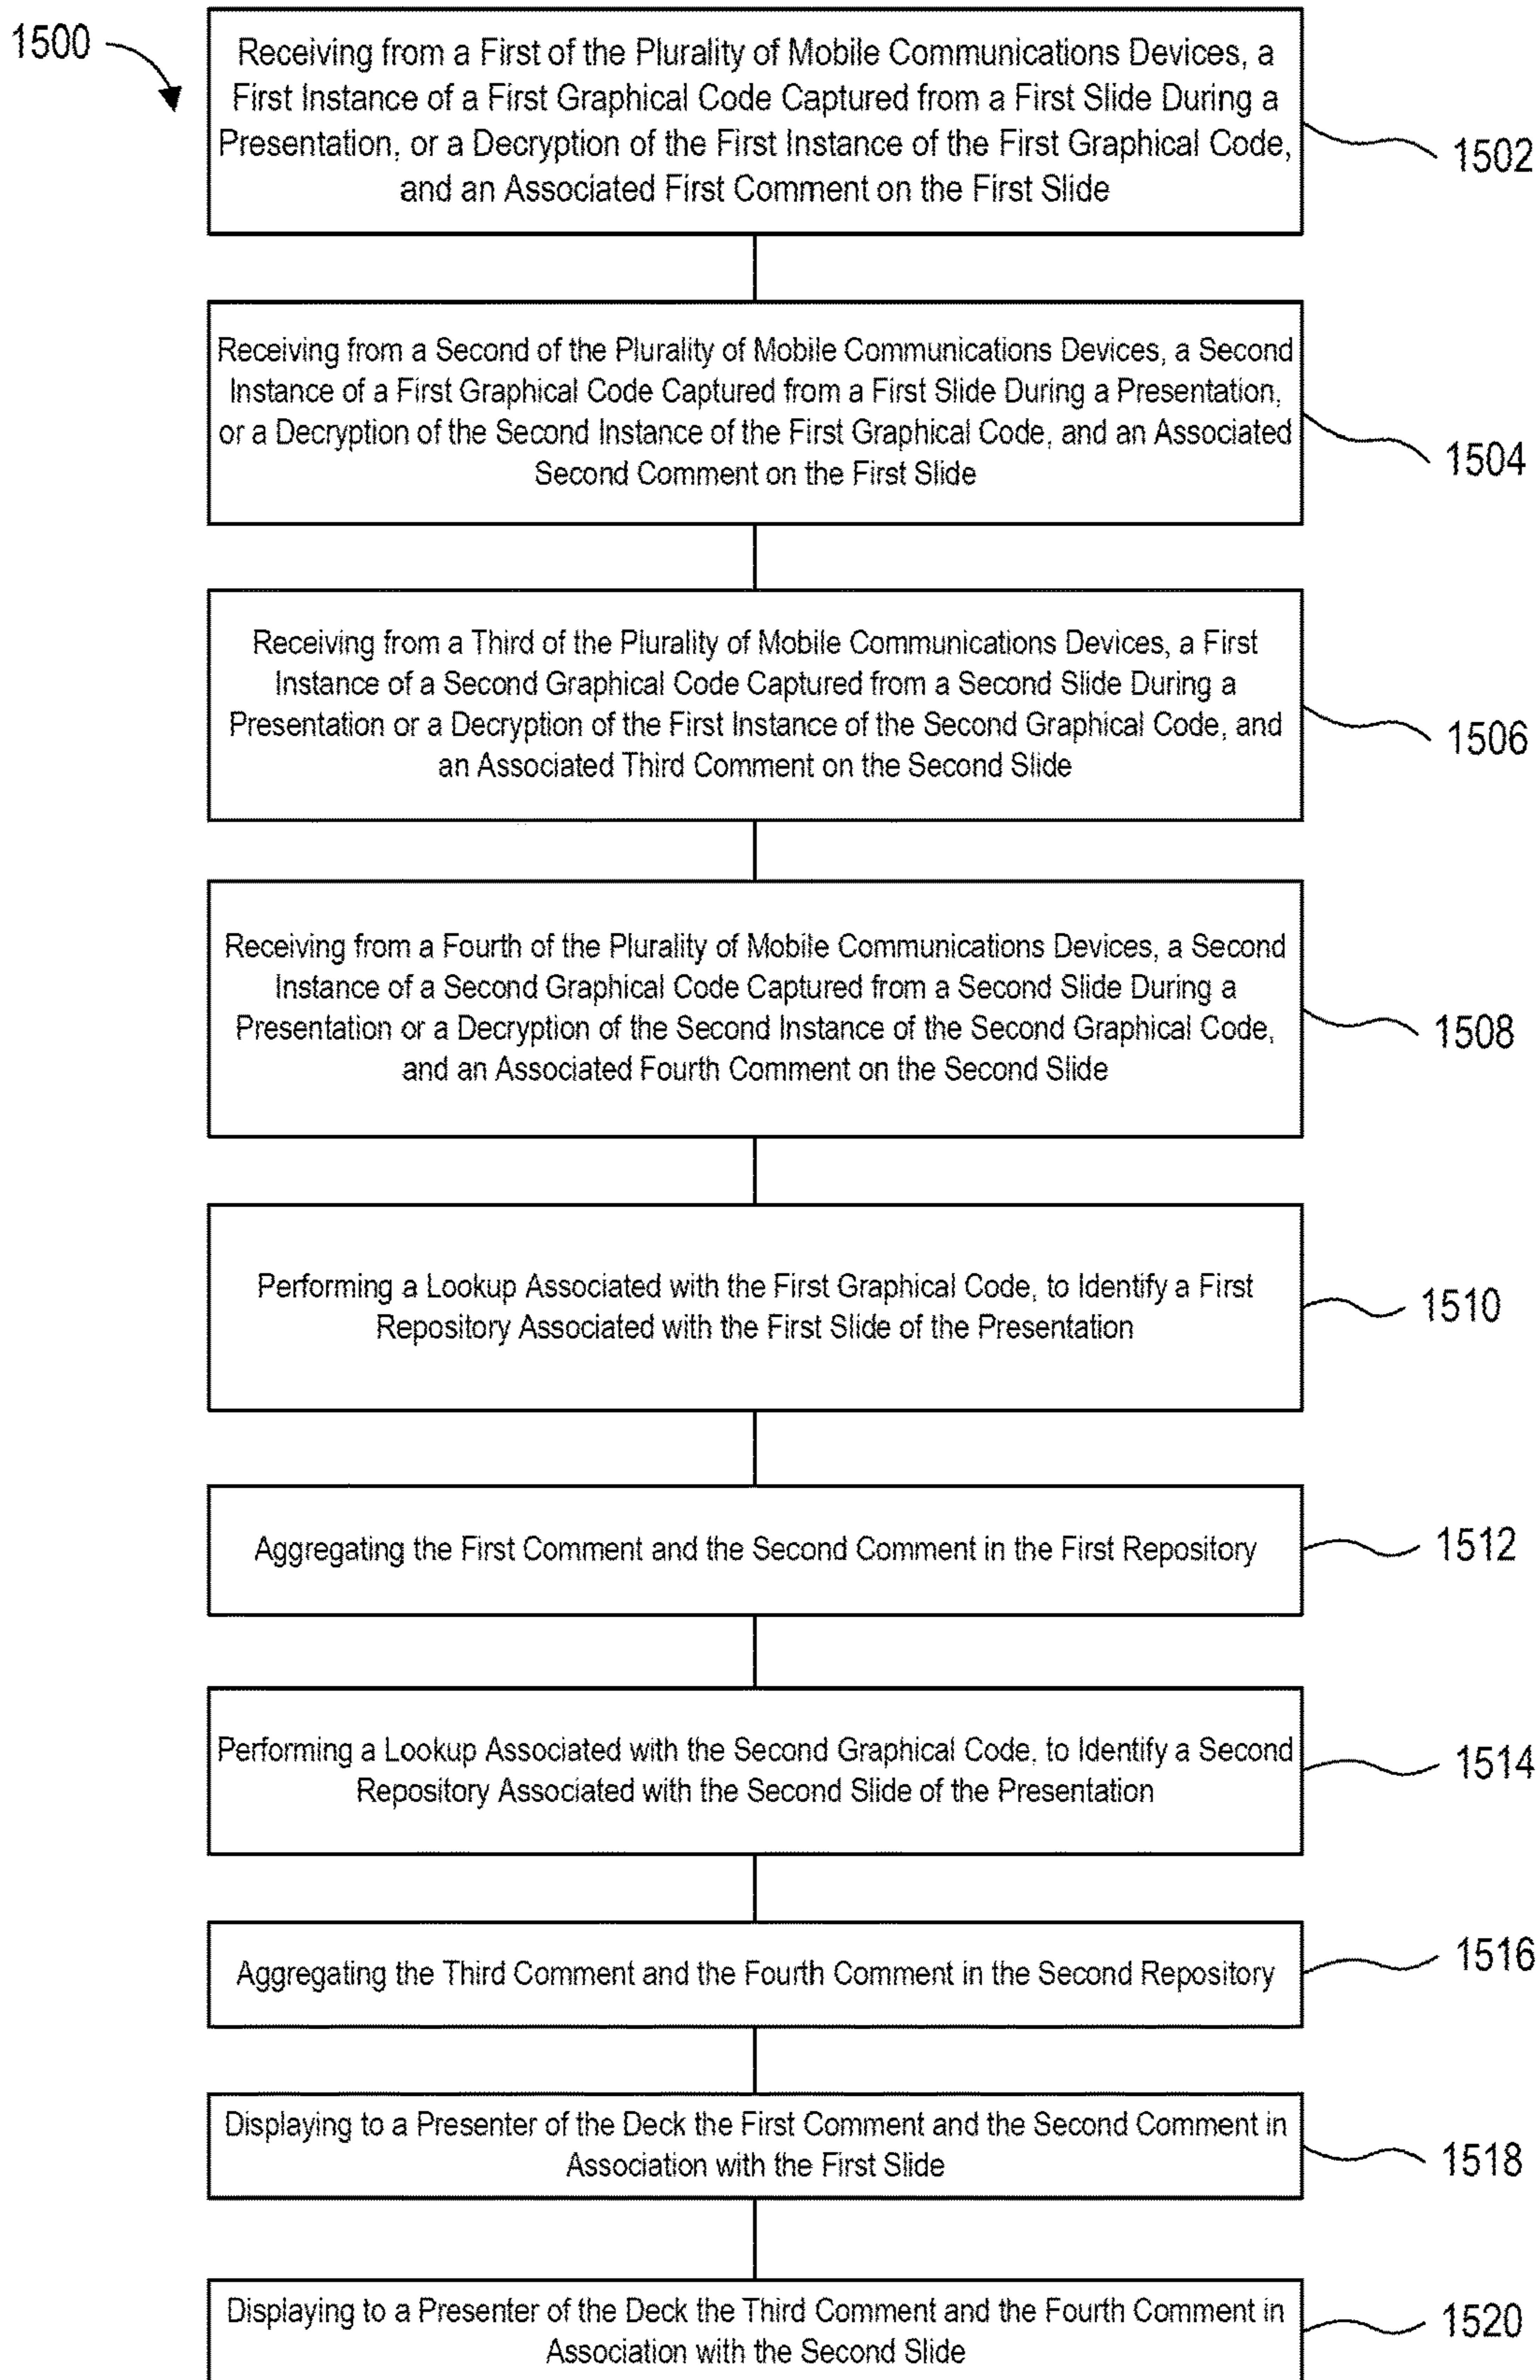 1500
Receiving from a First of the Plurality of Mobile Communications Devices, a
First Instance of a First Graphical Code Captured from a First Slide During a
Presentation, or a Decryption of the First Instance of the First Graphical Code,
and an Associated First Comment on the First Slide
1502
Receiving from a Second of the Plurality of Mobile Communications Devices, a Second
Instance of a First Graphical Code Captured from a First Slide During a Presentation,
or a Decryption of the Second Instance of the First Graphical Code, and an Associated
Second Comment on the First Slide
1504
Receiving from a Third of the Plurality of Mobile Communications Devices, a First
Instance of a Second Graphical Code Captured from a Second Slide During a
Presentation or a Decryption of the First Instance of the Second Graphical Code, and
an Associated Third Comment on the Second Slide
1506
Receiving from a Fourth of the Plurality of Mobile Communications Devices, a Second
Instance of a Second Graphical Code Captured from a Second Slide During a
Presentation or a Decryption of the Second Instance of the Second Graphical Code,
and an Associated Fourth Comment on the Second Slide
1508
Performing a Lookup Associated with the First Graphical Code, to Identify a First
Repository Associated with the First Slide of the Presentation
1510
Aggregating the First Comment and the Second Comment in the First Repository
1512
Performing a Lookup Associated with the Second Graphical Code, to Identify a Second
Repository Associated with the Second Slide of the Presentation
1514
Aggregating the Third Comment and the Fourth Comment in the Second Repository
1516
Displaying to a Presenter of the Deck the First Comment and the Second Comment in
Association with the First Slide
1518
Displaying to a Presenter of the Deck the Third Comment and the Fourth Comment in
Association with the Second Slide
1520